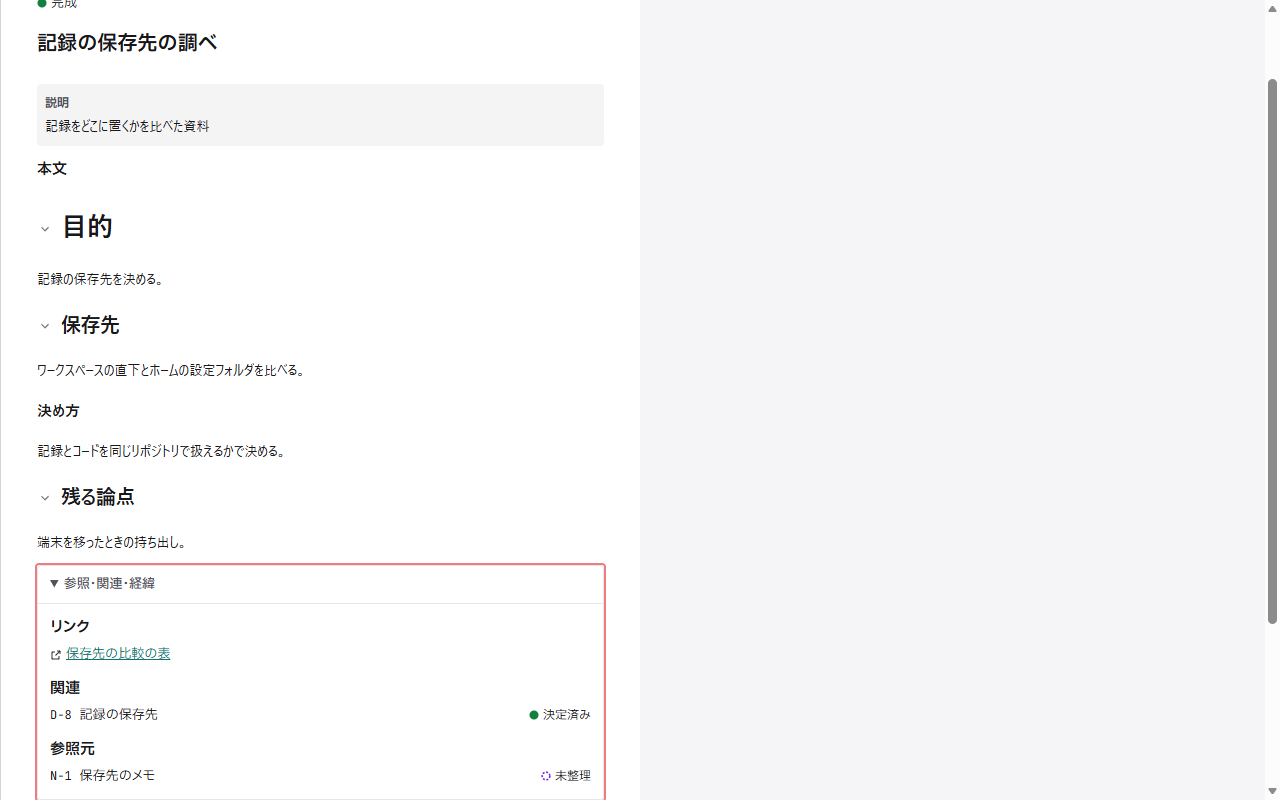 完成
記録の保存先の調べ
説明
記録をどこに置くかを比べた資料
本文
目的
記録の保存先を決める。
保存先
ワークスペースの直下とホームの設定フォルダを比べる。
決め方
記録とコードを同じリポジトリで扱えるかで決める。
残る論点
端末を移ったときの持ち出し。
▼ 参照・関連・経緯
リンク
保存先の比較の表
関連
D-8 記録の保存先 決定済み
参照元
N-1 保存先のメモ 未整理